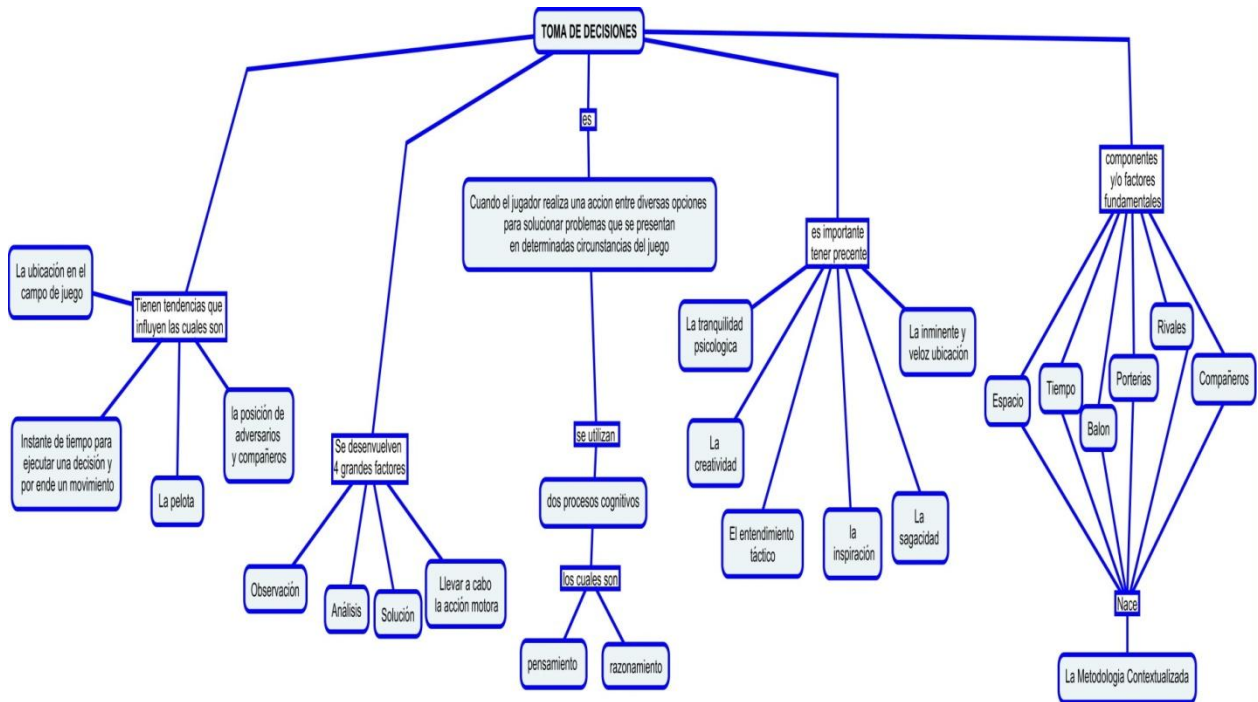 TOMA DE DECISIONES
Tienen tendencias que
influyen las cuales son
La ubicación en el
campo de juego
Instante de tiempo para
ejecutar una decisión y
por ende un movimiento
La pelota
la posición de
adversarios
y compañeros
Se desenvuelven
4 grandes factores
Observación
Análisis
Solución
Llevar a cabo
la acción motora
es
Cuando el jugador realiza una accion entre diversas opciones
para solucionar problemas que se presentan
en determinadas circunstancias del juego
se utilizan
dos procesos cognitivos
los cuales son
pensamiento
razonamiento
es importante
tener precente
La tranquilidad
psicologica
La
creatividad
El entendimiento
táctico
la
inspiración
La
sagacidad
La inminente y
veloz ubicación
componentes
y/o factores
fundamentales
Espacio
Tiempo
Balon
Porterias
Rivales
Compañeros
Nace
La Metodologia Contextualizada